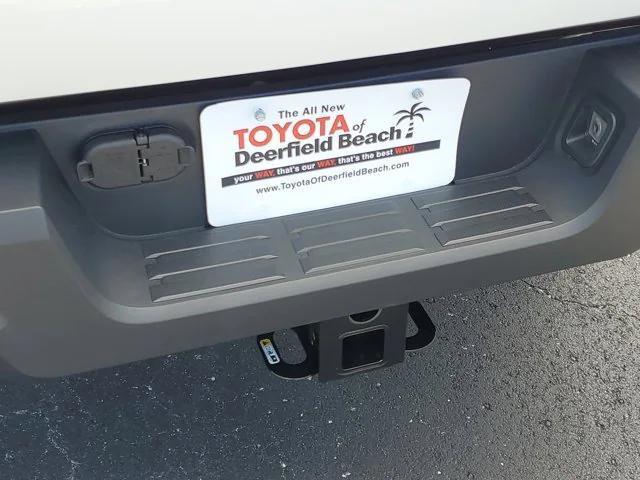 The All New
TOYOTA of
Deerfield Beach
your WAY, that's our WAY, that's the best WAY!
www.ToyotaOfDeerfieldBeach.com